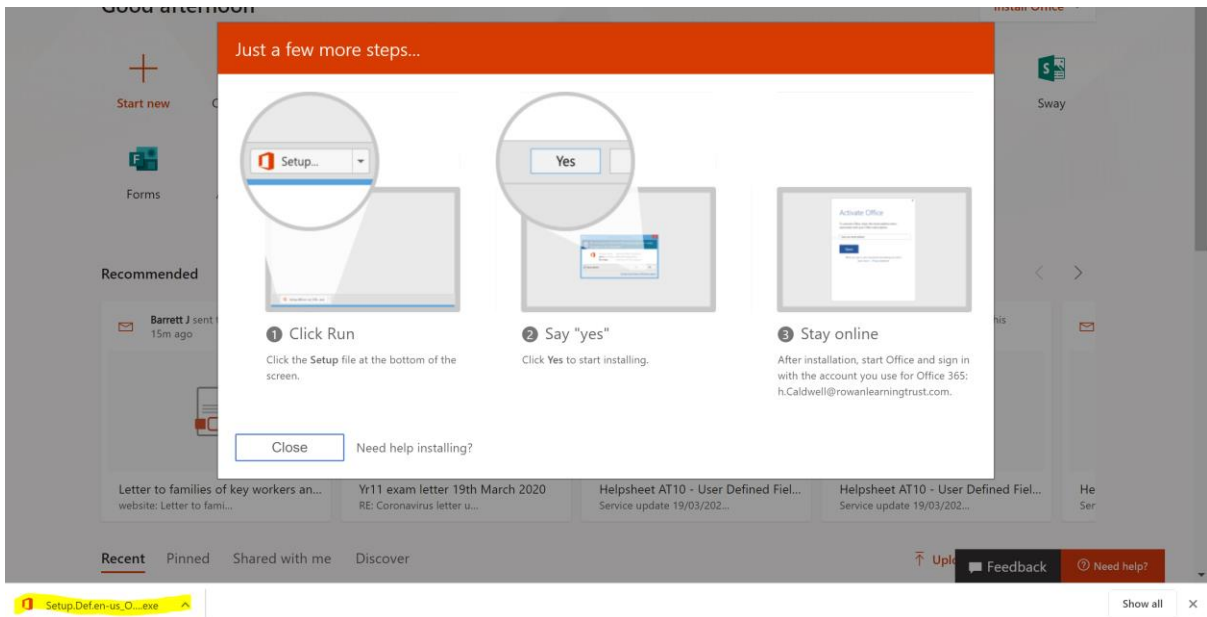 Good afternoon
Install Office
Just a few more steps...
Start new
Sway
Forms
Setup...
Yes
Activate Office
Recommended
Barrett J sent
15m ago
his
1 Click Run
Click the Setup file at the bottom of the
screen.
2 Say "yes"
Click Yes to start installing.
3 Stay online
After installation, start Office and sign in
with the account you use for Office 365:
h.Caldwell@rowanlearningtrust.com.
Close
Need help installing?
Letter to families of key workers an...
website: Letter to fami...
Yr11 exam letter 19th March 2020
RE: Coronavirus letter u...
Helpsheet AT10 - User Defined Fiel...
Service update 19/03/202...
Helpsheet AT10 - User Defined Fiel...
Service update 19/03/202...
He
Ser
Recent Pinned Shared with me Discover
Feedback
Need help?
Setup.Def.en-us_O....exe
Show all